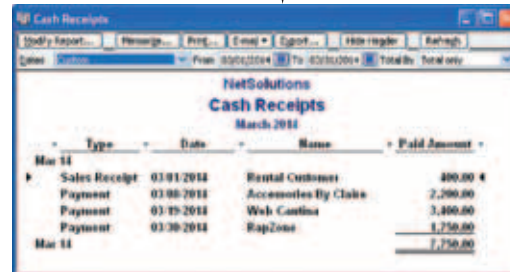 Cash Receipts
Modify Report... Memorize... Print... E-mail Export... Hide Header Refresh
Dates Custom From 03/01/2014 To 03/31/2014 Total By Total only
NetSolutions
Cash Receipts
March 2014
Type Date Name Paid Amount
Mar 14
Sales Receipt 03/01/2014 Rental Customer 400.00
Payment 03/08/2014 Accessories By Claire 2,200.00
Payment 03/19/2014 Web Cantina 3,400.00
Payment 03/30/2014 RapZone 1,750.00
Mar 14 7,750.00